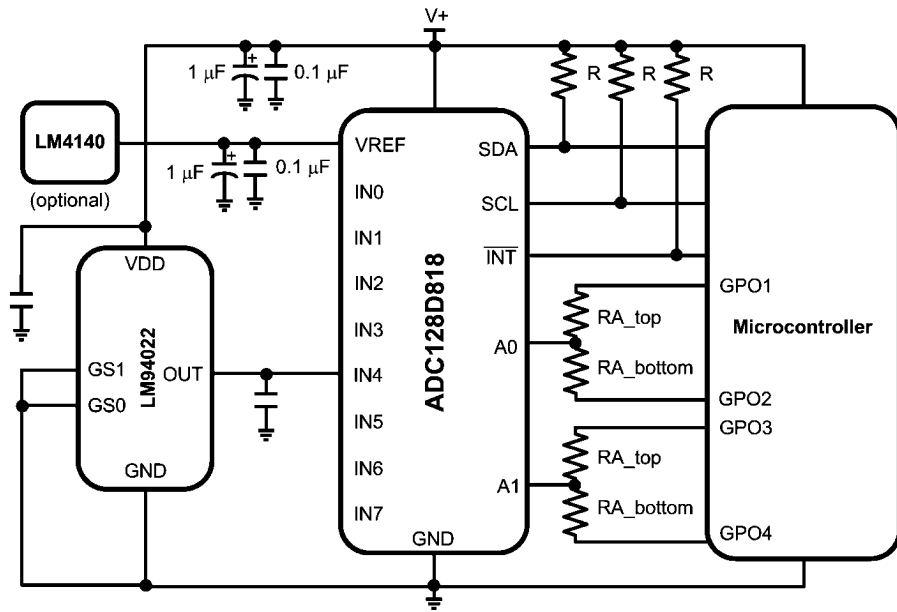 V+
1 µF
+
0.1 µF
R
R
R
LM4140
(optional)
1 µF
+
0.1 µF
VREF
IN0
IN1
IN2
IN3
IN4
IN5
IN6
IN7
GND
ADC128D818
SDA
SCL
INT
A0
A1
VDD
GS1
GS0
OUT
LM94022
GND
RA_top
RA_bottom
RA_top
RA_bottom
GPO1
Microcontroller
GPO2
GPO3
GPO4